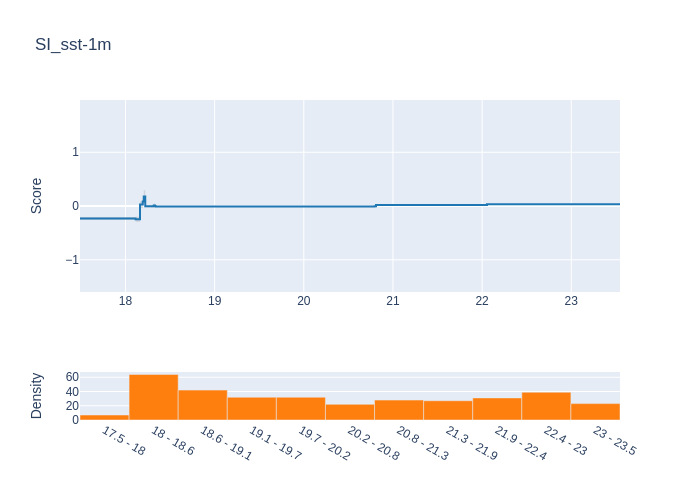 SI_sst-1m
Score
1
0
−1
18 19 20 21 22 23
Density
60
40
20
0
17.5 - 18
18 - 18.6
18.6 - 19.1
19.1 - 19.7
19.7 - 20.2
20.2 - 20.8
20.8 - 21.3
21.3 - 21.9
21.9 - 22.4
22.4 - 23
23 - 23.5